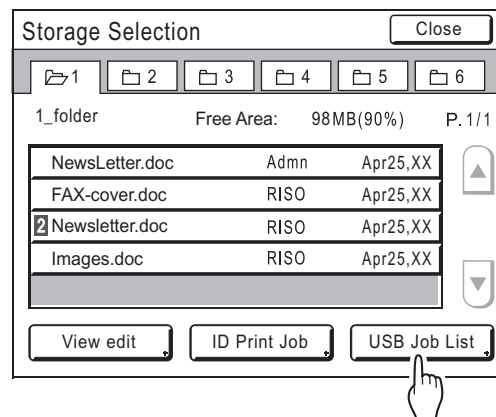 Storage Selection Close
1 2 3 4 5 6
1_folder Free Area: 98MB(90%) P. 1/1
NewsLetter.doc Admn Apr25,XX
FAX-cover.doc RISO Apr25,XX
2 Newsletter.doc RISO Apr25,XX
Images.doc RISO Apr25,XX
View edit ID Print Job USB Job List